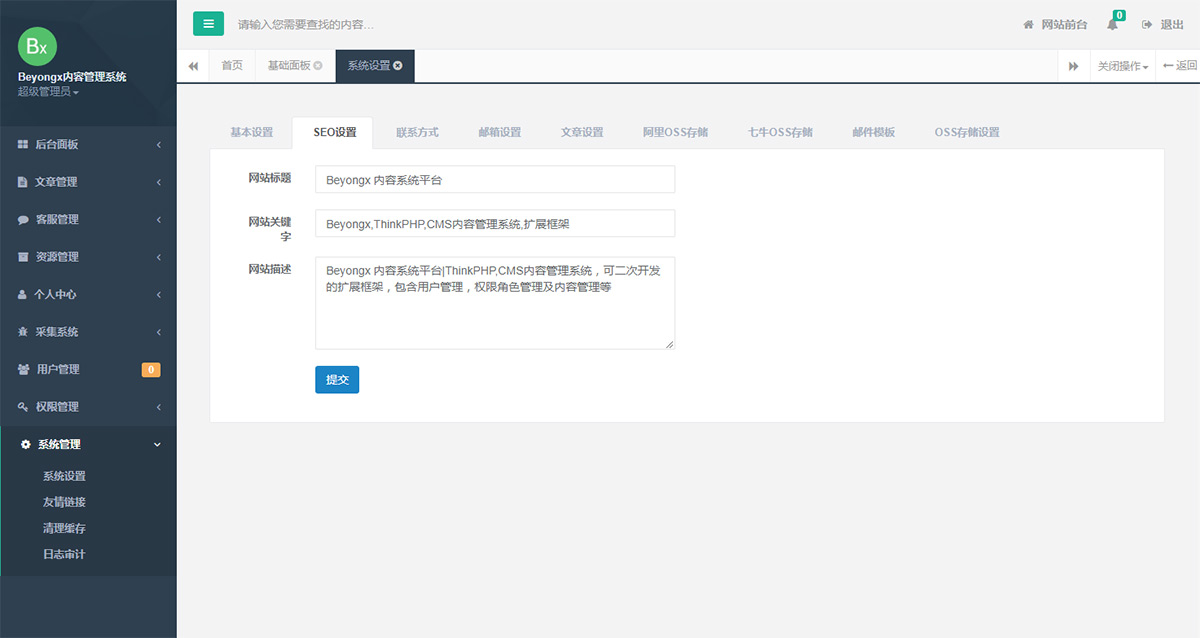 Bx
Beyongx内容管理系统
超级管理员
后台面板
文章管理
客服管理
资源管理
个人中心
采集系统
用户管理 0
权限管理
系统管理
系统设置
友情链接
清理缓存
日志审计
请输入您需要查找的内容…
网站前台 0 退出
首页 基础面板 系统设置 关闭操作 返回
基本设置 SEO设置 联系方式 邮箱设置 文章设置 阿里OSS存储 七牛OSS存储 邮件模板 OSS存储设置
网站标题 Beyongx 内容系统平台
网站关键 Beyongx,ThinkPHP,CMS内容管理系统,扩展框架
字
网站描述 Beyongx 内容系统平台|ThinkPHP,CMS内容管理系统，可二次开发
的扩展框架，包含用户管理，权限角色管理及内容管理等
提交